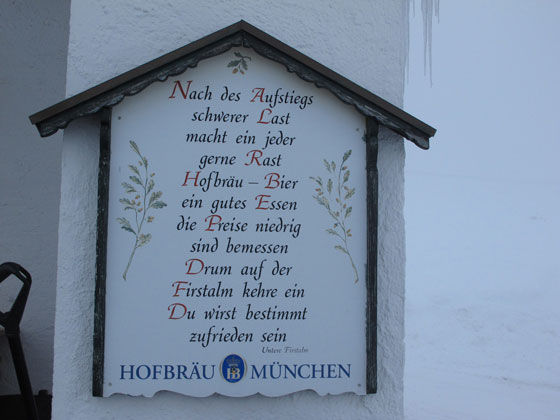 Nach des Aufstiegs
schwerer Last
macht ein jeder
gerne Rast
Hofbräu – Bier
ein gutes Essen
die Preise niedrig
sind bemessen
Drum auf der
Firstalm kehre ein
Du wirst bestimmt
zufrieden sein
Untere Firstalm
HOFBRÄU HB MÜNCHEN